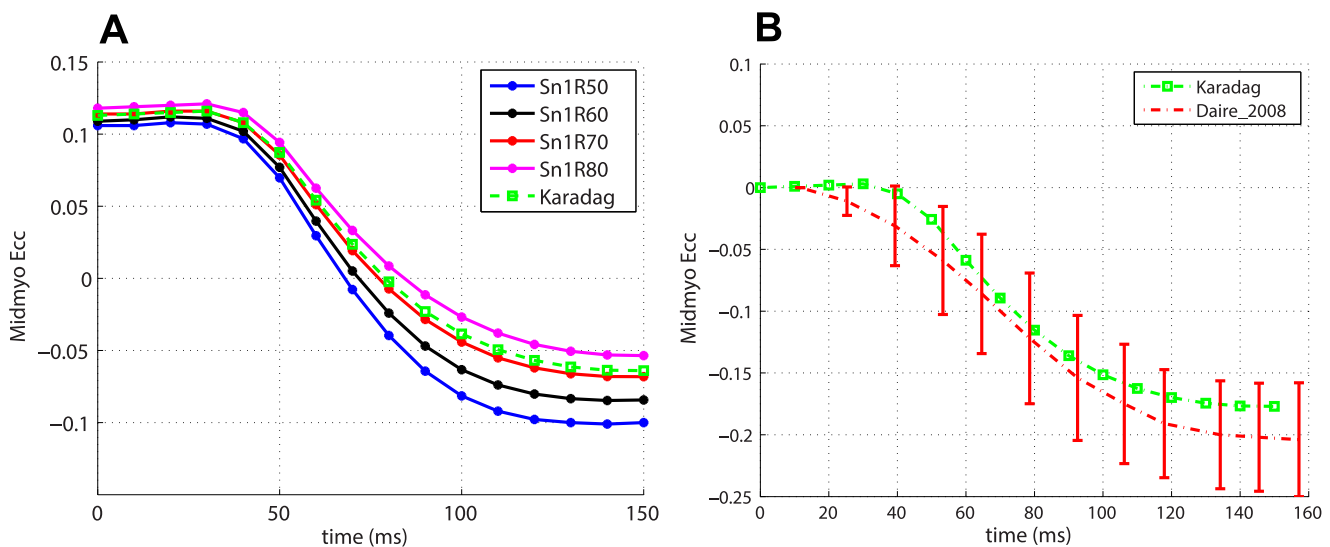 A
Midmyo Ecc
0.15
0.1
0.05
0
−0.05
−0.1
0
50
100
150
time (ms)
Sn1R50
Sn1R60
Sn1R70
Sn1R80
Karadag
B
Midmyo Ecc
0.1
0.05
0
−0.05
−0.1
−0.15
−0.2
−0.25
0
20
40
60
80
100
120
140
160
time (ms)
Karadag
Daire_2008